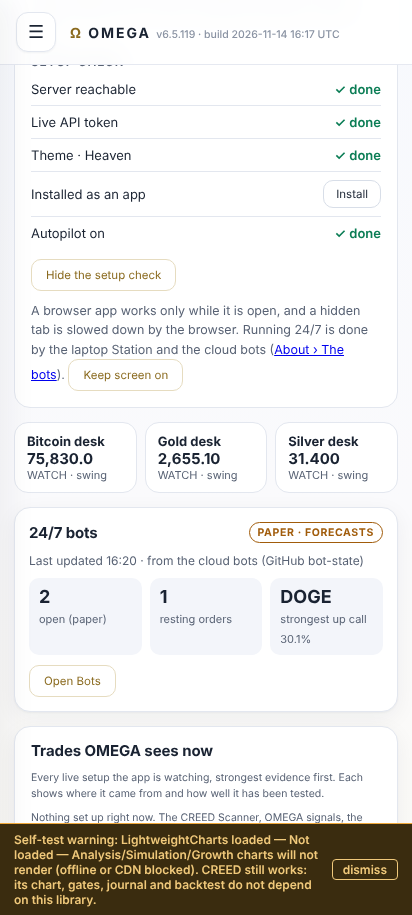 ☰ Ω OMEGA v6.5.119 · build 2026-11-14 16:17 UTC
Server reachable ✓ done
Live API token ✓ done
Theme · Heaven ✓ done
Installed as an app Install
Autopilot on ✓ done
Hide the setup check
A browser app works only while it is open, and a hidden
tab is slowed down by the browser. Running 24/7 is done
by the laptop Station and the cloud bots (About › The
bots). Keep screen on
Bitcoin desk
75,830.0
WATCH · swing
Gold desk
2,655.10
WATCH · swing
Silver desk
31.400
WATCH · swing
24/7 bots PAPER · FORECASTS
Last updated 16:20 · from the cloud bots (GitHub bot-state)
2
open (paper)
1
resting orders
DOGE
strongest up call
30.1%
Open Bots
Trades OMEGA sees now
Every live setup the app is watching, strongest evidence first. Each
shows where it came from and how well it has been tested.
Nothing set up right now. The CREED Scanner, OMEGA signals, the
Self-test warning: LightweightCharts loaded — Not
loaded — Analysis/Simulation/Growth charts will not
render (offline or CDN blocked). CREED still works:
its chart, gates, journal and backtest do not depend
on this library.
dismiss